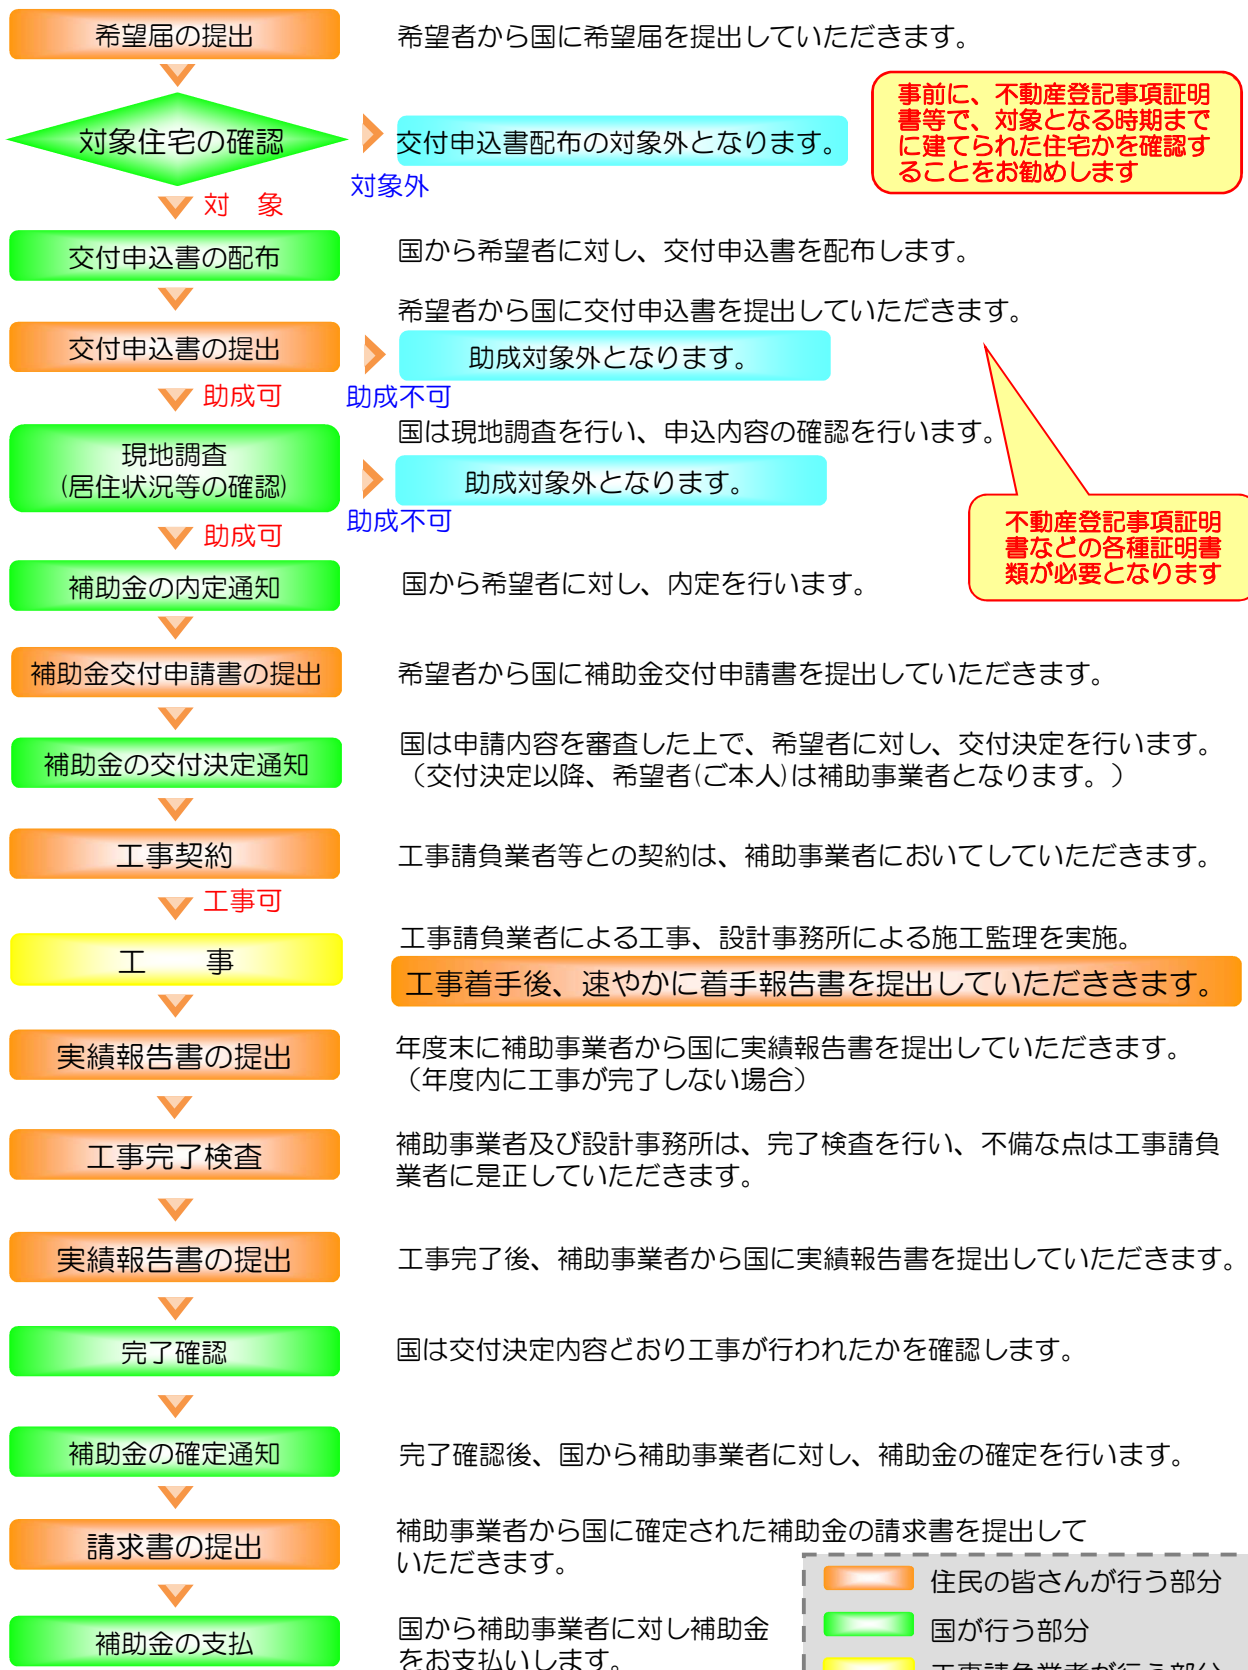 希望届の提出
希望者から国に希望届を提出していただきます。
対象住宅の確認
交付申込書配布の対象外となります。
事前に、不動産登記事項証明
書等で、対象となる時期まで
に建てられた住宅かを確認す
ることをお勧めします
対象外
対　象
交付申込書の配布
国から希望者に対し、交付申込書を配布します。
希望者から国に交付申込書を提出していただきます。
交付申込書の提出
助成対象外となります。
助成可
助成不可
国は現地調査を行い、申込内容の確認を行います。
現地調査
(居住状況等の確認)
助成対象外となります。
助成不可
助成可
不動産登記事項証明
書などの各種証明書
類が必要となります
補助金の内定通知
国から希望者に対し、内定を行います。
補助金交付申請書の提出
希望者から国に補助金交付申請書を提出していただきます。
補助金の交付決定通知
国は申請内容を審査した上で、希望者に対し、交付決定を行います。
（交付決定以降、希望者(ご本人)は補助事業者となります。）
工事契約
工事請負業者等との契約は、補助事業者においてしていただきます。
工事可
工　　事
工事請負業者による工事、設計事務所による施工監理を実施。
工事着手後、速やかに着手報告書を提出していただききます。
実績報告書の提出
年度末に補助事業者から国に実績報告書を提出していただきます。
（年度内に工事が完了しない場合）
工事完了検査
補助事業者及び設計事務所は、完了検査を行い、不備な点は工事請負
業者に是正していただきます。
実績報告書の提出
工事完了後、補助事業者から国に実績報告書を提出していただきます。
完了確認
国は交付決定内容どおり工事が行われたかを確認します。
補助金の確定通知
完了確認後、国から補助事業者に対し、補助金の確定を行います。
請求書の提出
補助事業者から国に確定された補助金の請求書を提出して
いただきます。
補助金の支払
国から補助事業者に対し補助金
をお支払いします。
住民の皆さんが行う部分
国が行う部分
工事請負業者が行う部分